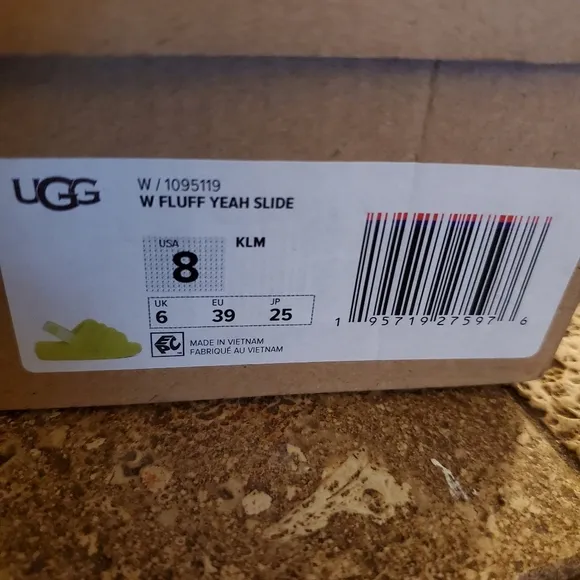 UGG
W / 1095119
W FLUFF YEAH SLIDE
USA
8
KLM
UK EU JP
6 39 25
MADE IN VIETNAM
FABRIQUÉ AU VIETNAM
1 95719 27597 6